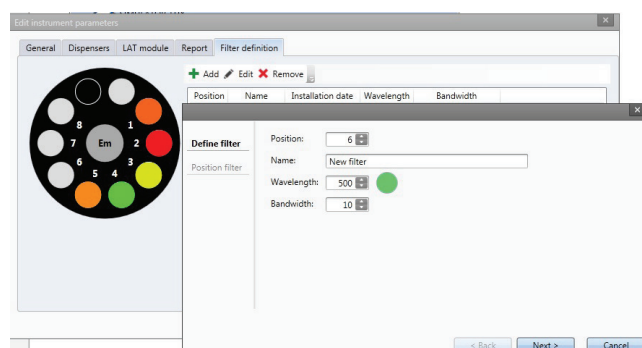 Edit instrument parameters
General Dispensers LAT module Report Filter definition
Add Edit Remove
Position Name Installation date Wavelength Bandwidth
8 1
7 Em 2
6 3
5 4
Define filter
Position filter
Position: 6
Name: New filter
Wavelength: 500
Bandwidth: 10
< Back Next > Cancel